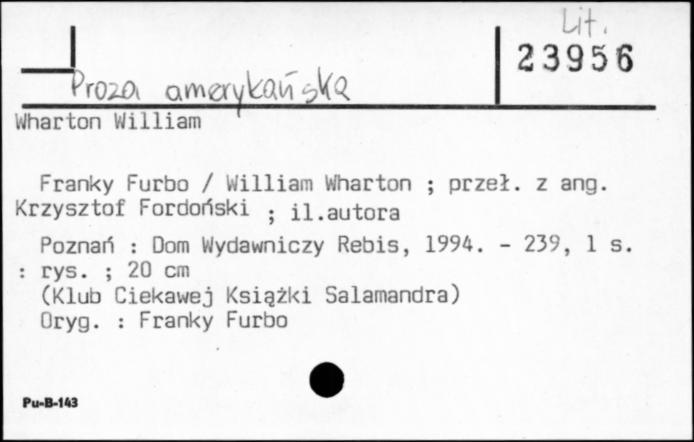 Lit.
23956
Proza amerykańska
Wharton William
Franky Furbo / William Wharton ; przeł. z ang.
Krzysztof Fordoński ; il.autora
Poznań : Dom Wydawniczy Rebis, 1994. - 239, 1 s.
: rys. ; 20 cm
(Klub Ciekawej Książki Salamandra)
Oryg. : Franky Furbo
Pu-B-143